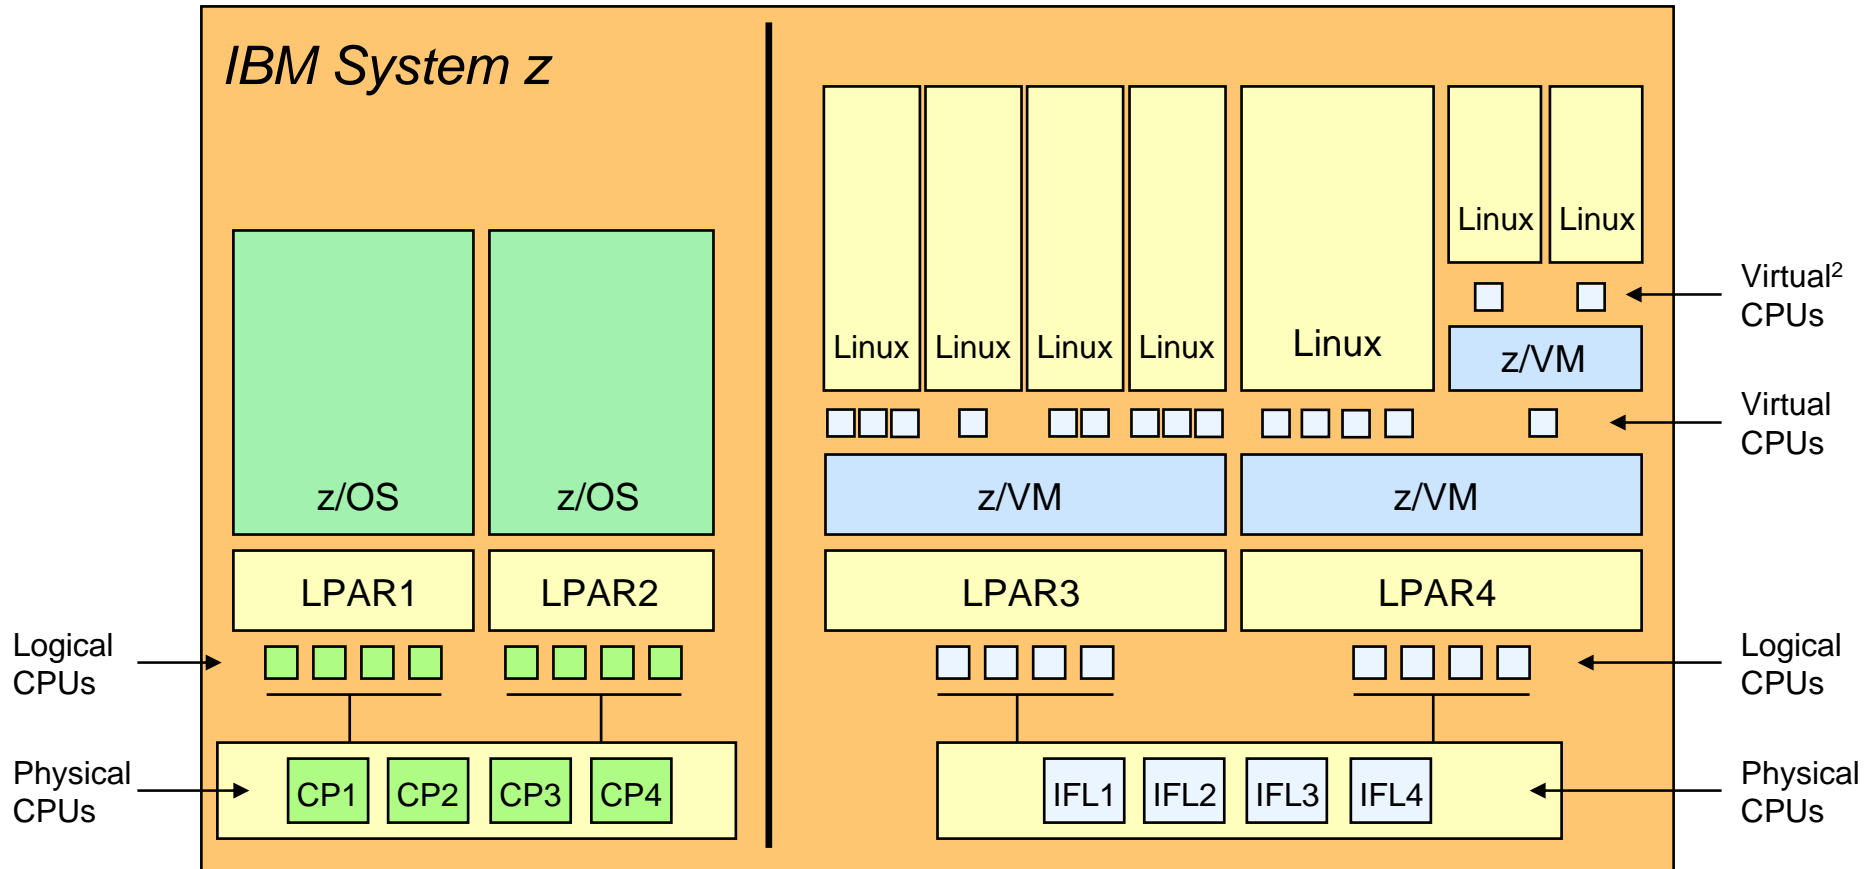 IBM System z
Linux Linux
Virtual²
CPUs
Linux Linux Linux Linux Linux
z/VM
Virtual
CPUs
z/OS z/OS z/VM z/VM
LPAR1 LPAR2 LPAR3 LPAR4
Logical
CPUs
Logical
CPUs
Physical
CPUs
CP1 CP2 CP3 CP4 IFL1 IFL2 IFL3 IFL4
Physical
CPUs